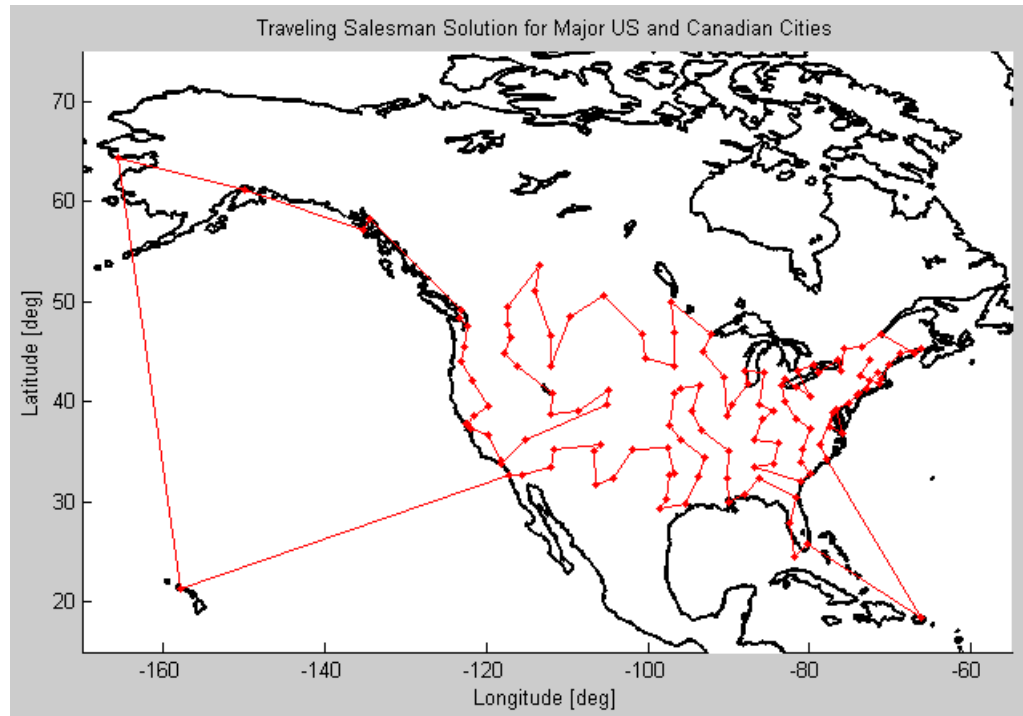 Traveling Salesman Solution for Major US and Canadian Cities
70
60
50
40
30
20
Latitude [deg]
-160 -140 -120 -100 -80 -60
Longitude [deg]